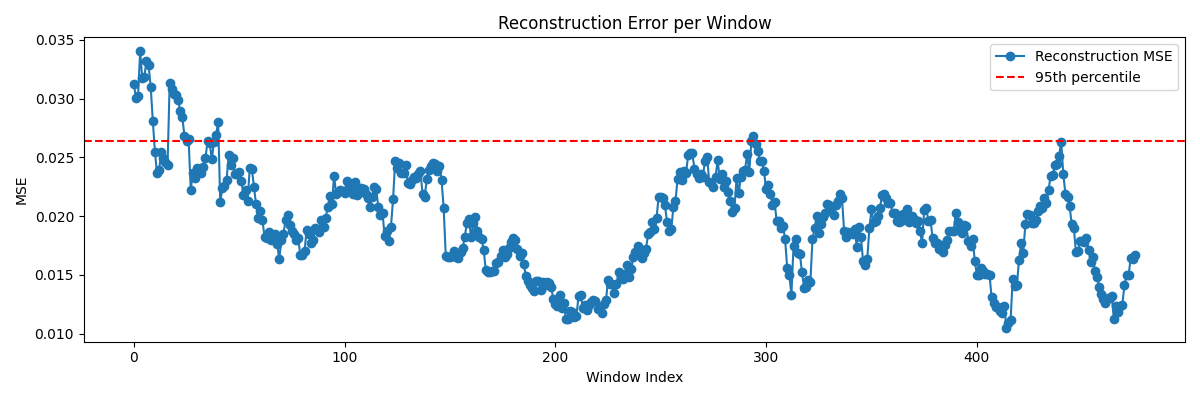 Reconstruction Error per Window
0.035
0.030
0.025
0.020
0.015
0.010
MSE
Reconstruction MSE
95th percentile
0
100
200
300
400
Window Index